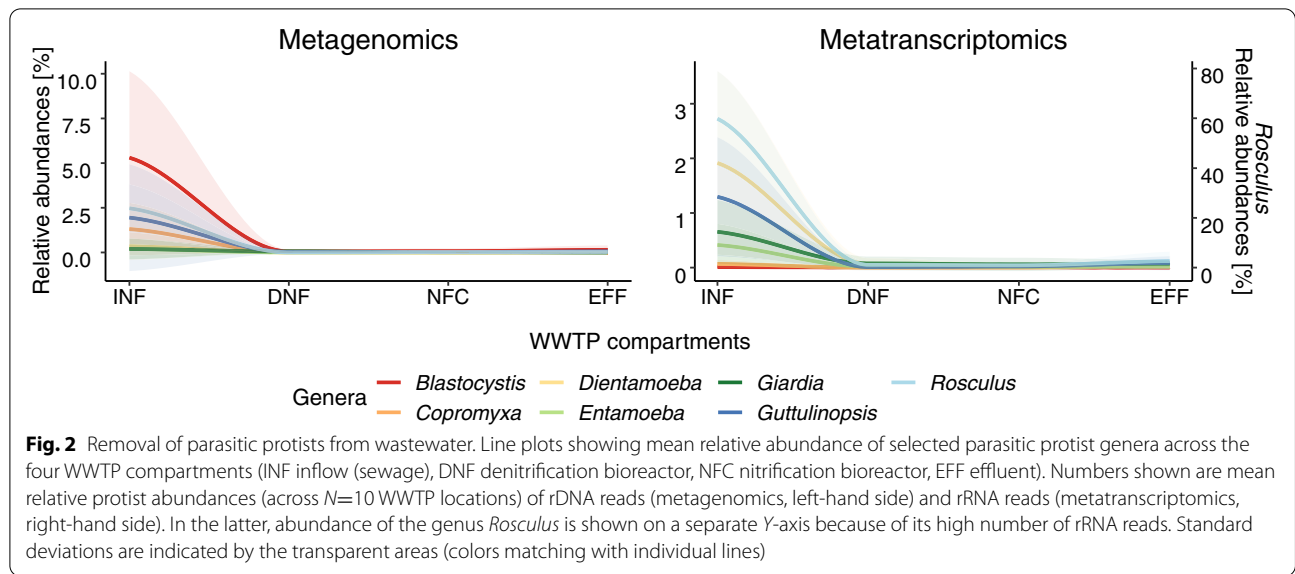 Metagenomics
Relative abundances [%]
10.0
7.5
5.0
2.5
0.0
INF DNF NFC EFF
Metatranscriptomics
3
2
1
0
80
60
40
20
0
Rosculus
Relative abundances [%]
INF DNF NFC EFF
WWTP compartments
Genera
Blastocystis Dientamoeba Giardia Rosculus
Copromyxa Entamoeba Guttulinopsis
Fig. 2 Removal of parasitic protists from wastewater. Line plots showing mean relative abundance of selected parasitic protist genera across the
four WWTP compartments (INF inflow (sewage), DNF denitrification bioreactor, NFC nitrification bioreactor, EFF effluent). Numbers shown are mean
relative protist abundances (across N=10 WWTP locations) of rDNA reads (metagenomics, left-hand side) and rRNA reads (metatranscriptomics,
right-hand side). In the latter, abundance of the genus Rosculus is shown on a separate Y-axis because of its high number of rRNA reads. Standard
deviations are indicated by the transparent areas (colors matching with individual lines)